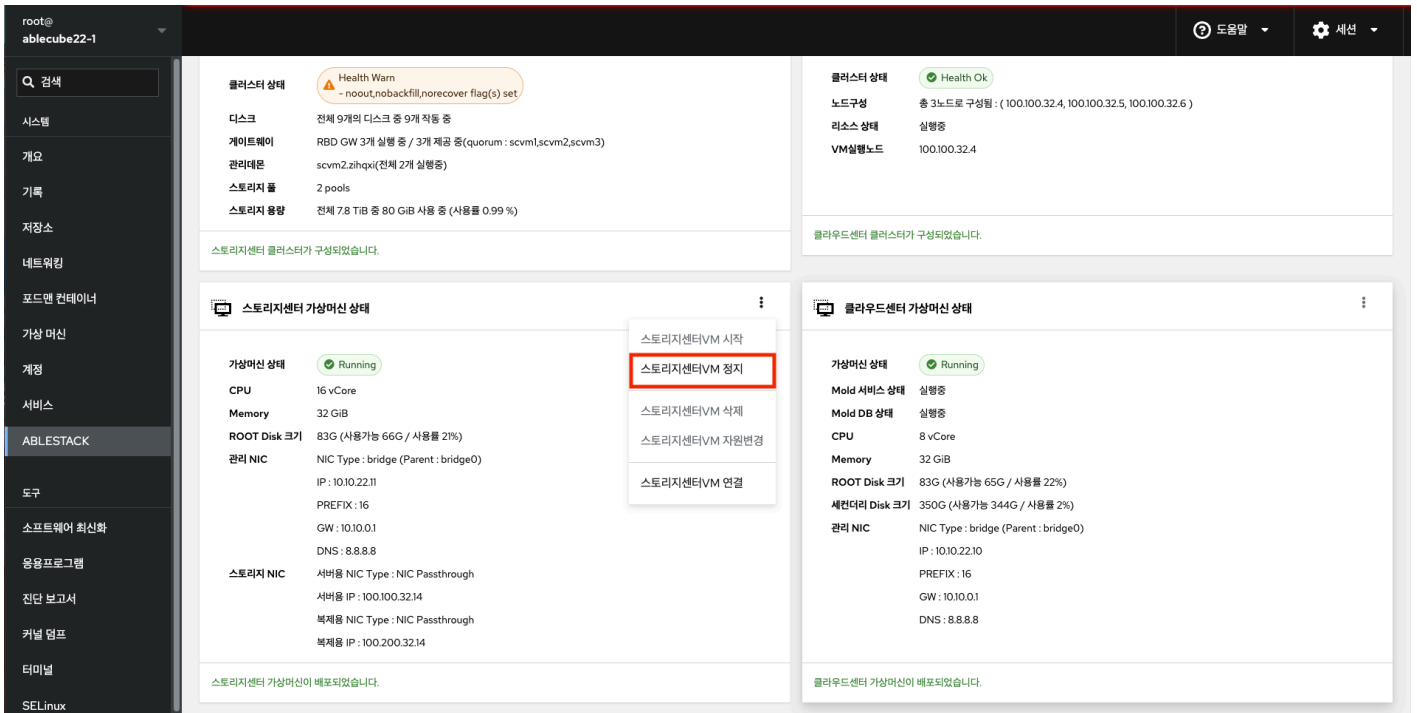 root@
ablecube22-1
도움말
세션
검색
시스템
개요
기록
저장소
네트워킹
포드맨 컨테이너
가상 머신
계정
서비스
ABLESTACK
도구
소프트웨어 최신화
응용프로그램
진단 보고서
커널 덤프
터미널
SELinux
클러스터 상태 Health Warn
- noout,nobackfill,norecover flag(s) set
디스크 전체 9개의 디스크 중 9개 작동 중
게이트웨이 RBD GW 3개 실행 중 / 3개 제공 중(quorum : scvm1,scvm2,scvm3)
관리데몬 scvm2.zihqxi(전체 2개 실행중)
스토리지 풀 2 pools
스토리지 용량 전체 7.8 TiB 중 80 GiB 사용 중 (사용률 0.99 %)
스토리지센터 클러스터가 구성되었습니다.
클러스터 상태 Health Ok
노드구성 총 3노드로 구성됨 : ( 100.100.32.4, 100.100.32.5, 100.100.32.6 )
리소스 상태 실행중
VM실행노드 100.100.32.4
클라우드센터 클러스터가 구성되었습니다.
스토리지센터 가상머신 상태
스토리지센터VM 시작
스토리지센터VM 정지
스토리지센터VM 삭제
스토리지센터VM 자원변경
스토리지센터VM 연결
가상머신 상태 Running
CPU 16 vCore
Memory 32 GiB
ROOT Disk 크기 83G (사용가능 66G / 사용률 21%)
관리 NIC NIC Type : bridge (Parent : bridge0)
IP : 10.10.22.11
PREFIX : 16
GW : 10.10.0.1
DNS : 8.8.8.8
스토리지 NIC 서버용 NIC Type : NIC Passthrough
서버용 IP : 100.100.32.14
복제용 NIC Type : NIC Passthrough
복제용 IP : 100.200.32.14
스토리지센터 가상머신이 배포되었습니다.
클라우드센터 가상머신 상태
가상머신 상태 Running
Mold 서비스 상태 실행중
Mold DB 상태 실행중
CPU 8 vCore
Memory 32 GiB
ROOT Disk 크기 83G (사용가능 65G / 사용률 22%)
세컨더리 Disk 크기 350G (사용가능 344G / 사용률 2%)
관리 NIC NIC Type : bridge (Parent : bridge0)
IP : 10.10.22.10
PREFIX : 16
GW : 10.10.0.1
DNS : 8.8.8.8
클라우드센터 가상머신이 배포되었습니다.